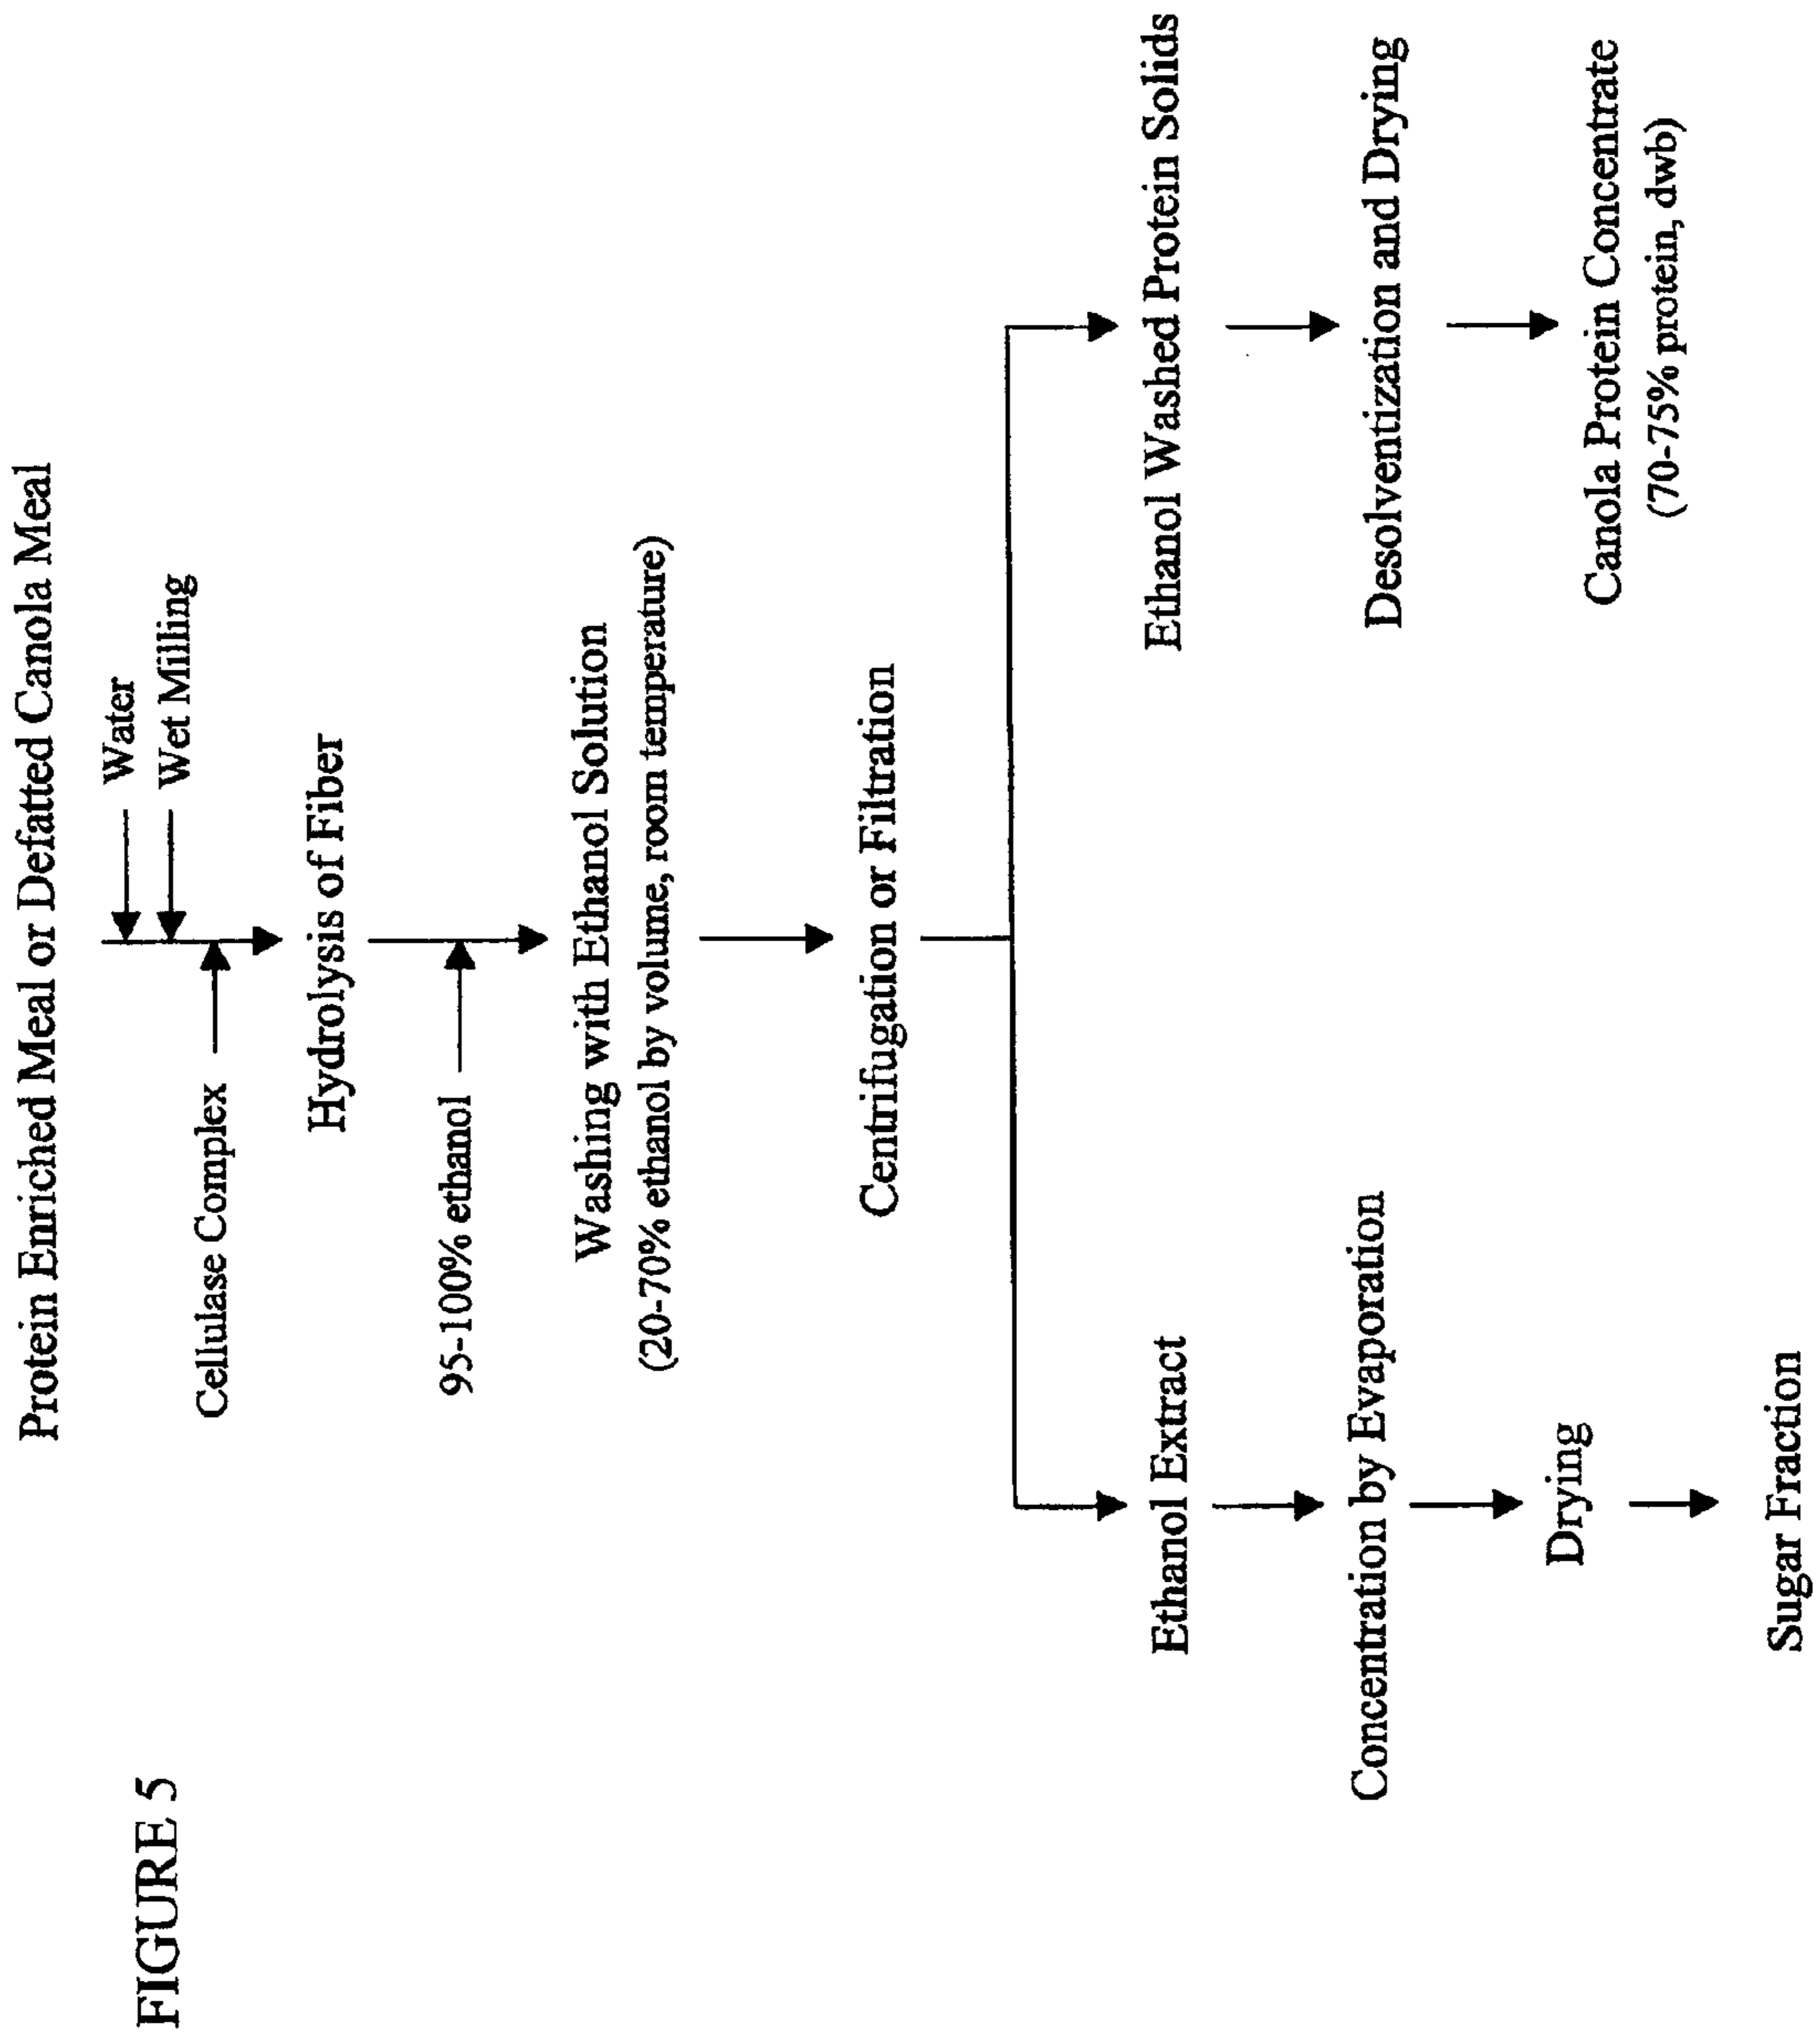 FIGURE 5
Protein Enriched Meal or Defatted Canola Meal
Water
Wet Milling
Cellulase Complex
Hydrolysis of Fiber
95-100% ethanol
Washing with Ethanol Solution
(20-70% ethanol by volume, room temperature)
Centrifugation or Filtration
Ethanol Extract
Concentration by Evaporation
Drying
Sugar Fraction
Ethanol Washed Protein Solids
Desolventization and Drying
Canola Protein Concentrate
(70-75% protein, dwb)